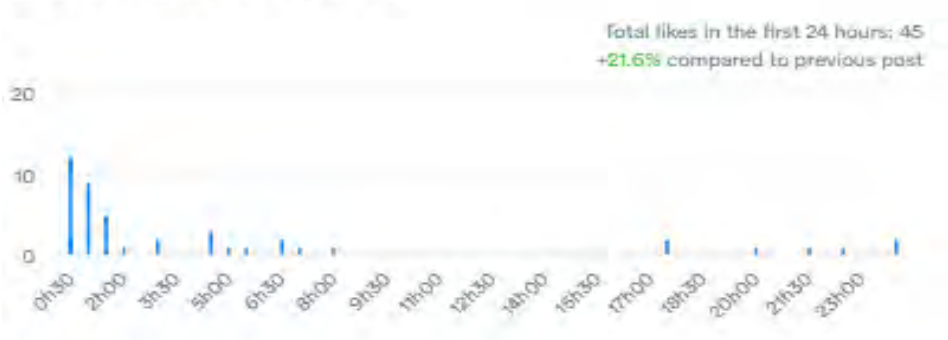 Total likes in the first 24 hours: 45
+21.6% compared to previous post
20
10
0
0h30 2h00 3h30 5h00 6h30 8h00 9h30 11h00 12h30 14h00 15h30 17h00 18h30 20h00 21h30 23h00